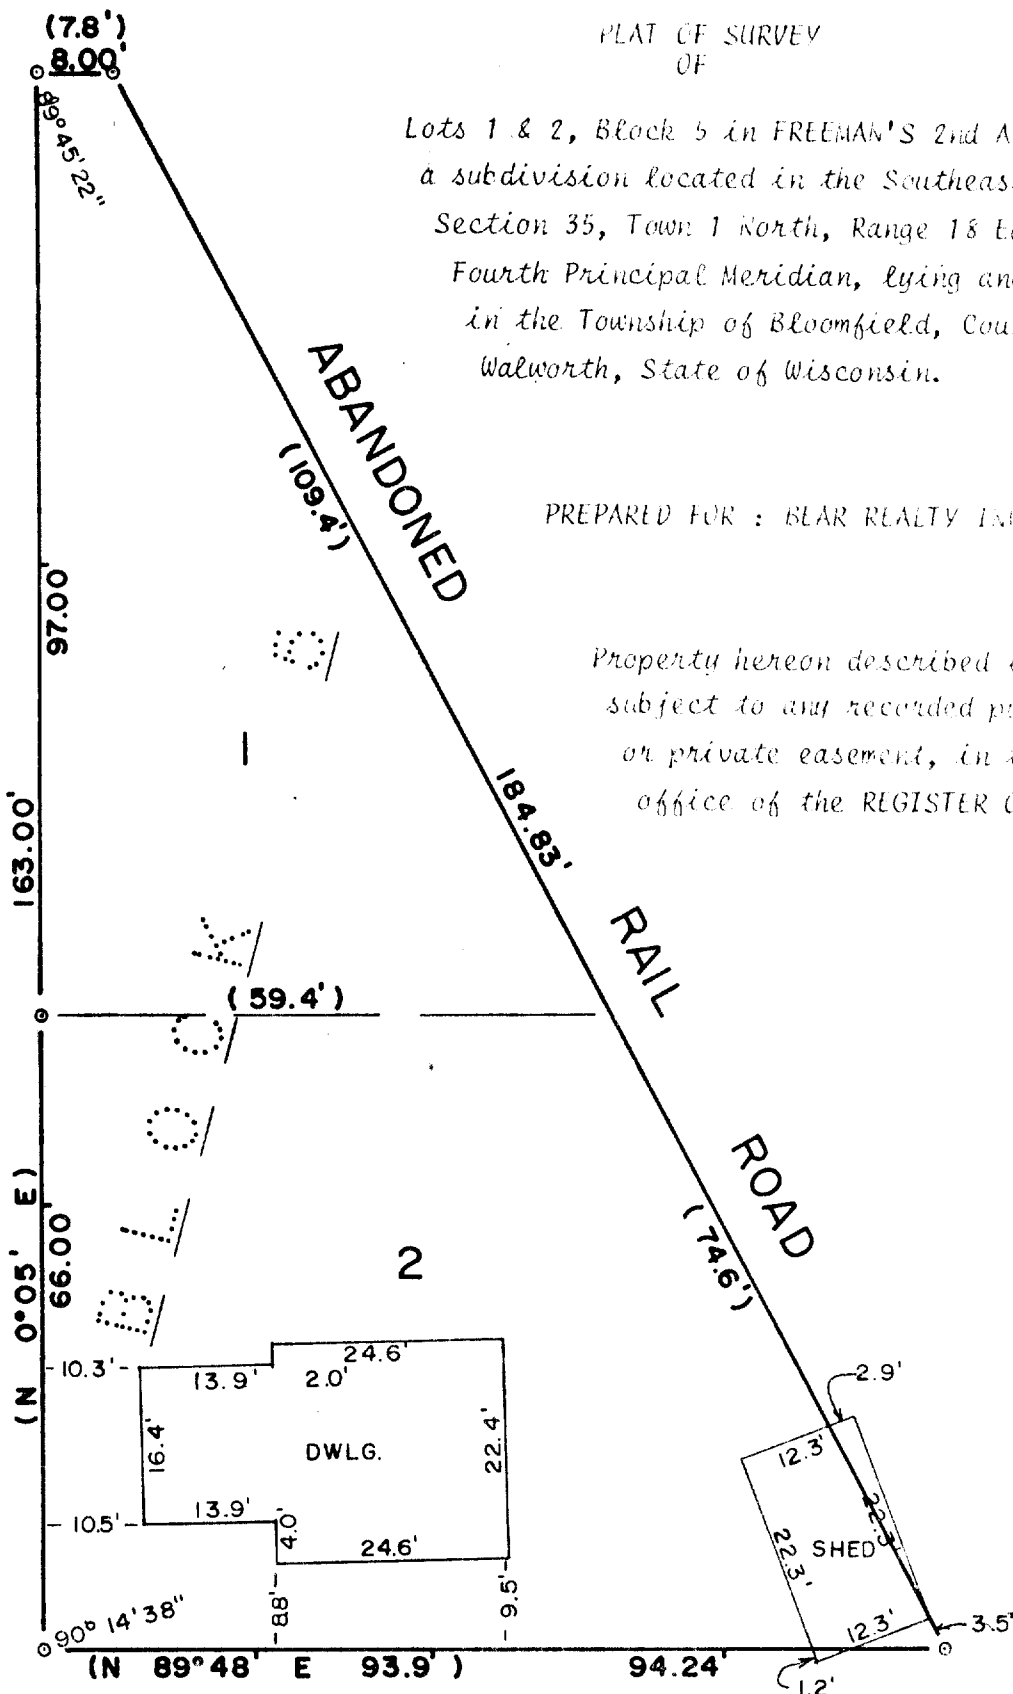 (7.8')
8.00'
89°45'22"
PLAT OF SURVEY
OF
Lots 1 & 2, Block 5 in FREEMAN'S 2nd
a subdivision located in the
Section 35, Town 1 North, Range 18
Fourth Principal Meridian, lying
in the Township of Bloomfield,
Walworth, State of Wisconsin.
PREPARED FOR : BEAR REALTY
Property hereon described
subject to any recorded
or private easement, in
office of the REGISTER
ABANDONED
RAIL
ROAD
(109.4')
184.83'
(74.6')
97.00'
163.00'
66.00
(N 0°05' E)
BLOCK 5
1
(59.4')
2
10.3'
13.9'
24.6'
2.0'
16.4'
DWLG.
22.4'
10.5'
13.9'
4.0'
24.6'
8.8'
9.5'
2.9'
12.3'
22.3'
SHED
22.3'
12.3'
3.5'
1.2'
90° 14'38"
(N 89°48' E 93.9')
94.24'